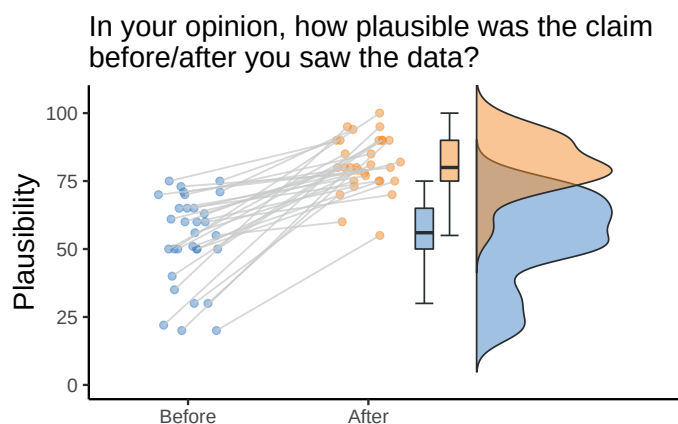 In your opinion, how plausible was the claim
before/after you saw the data?
Plausibility
100
75
50
25
0
Before
After